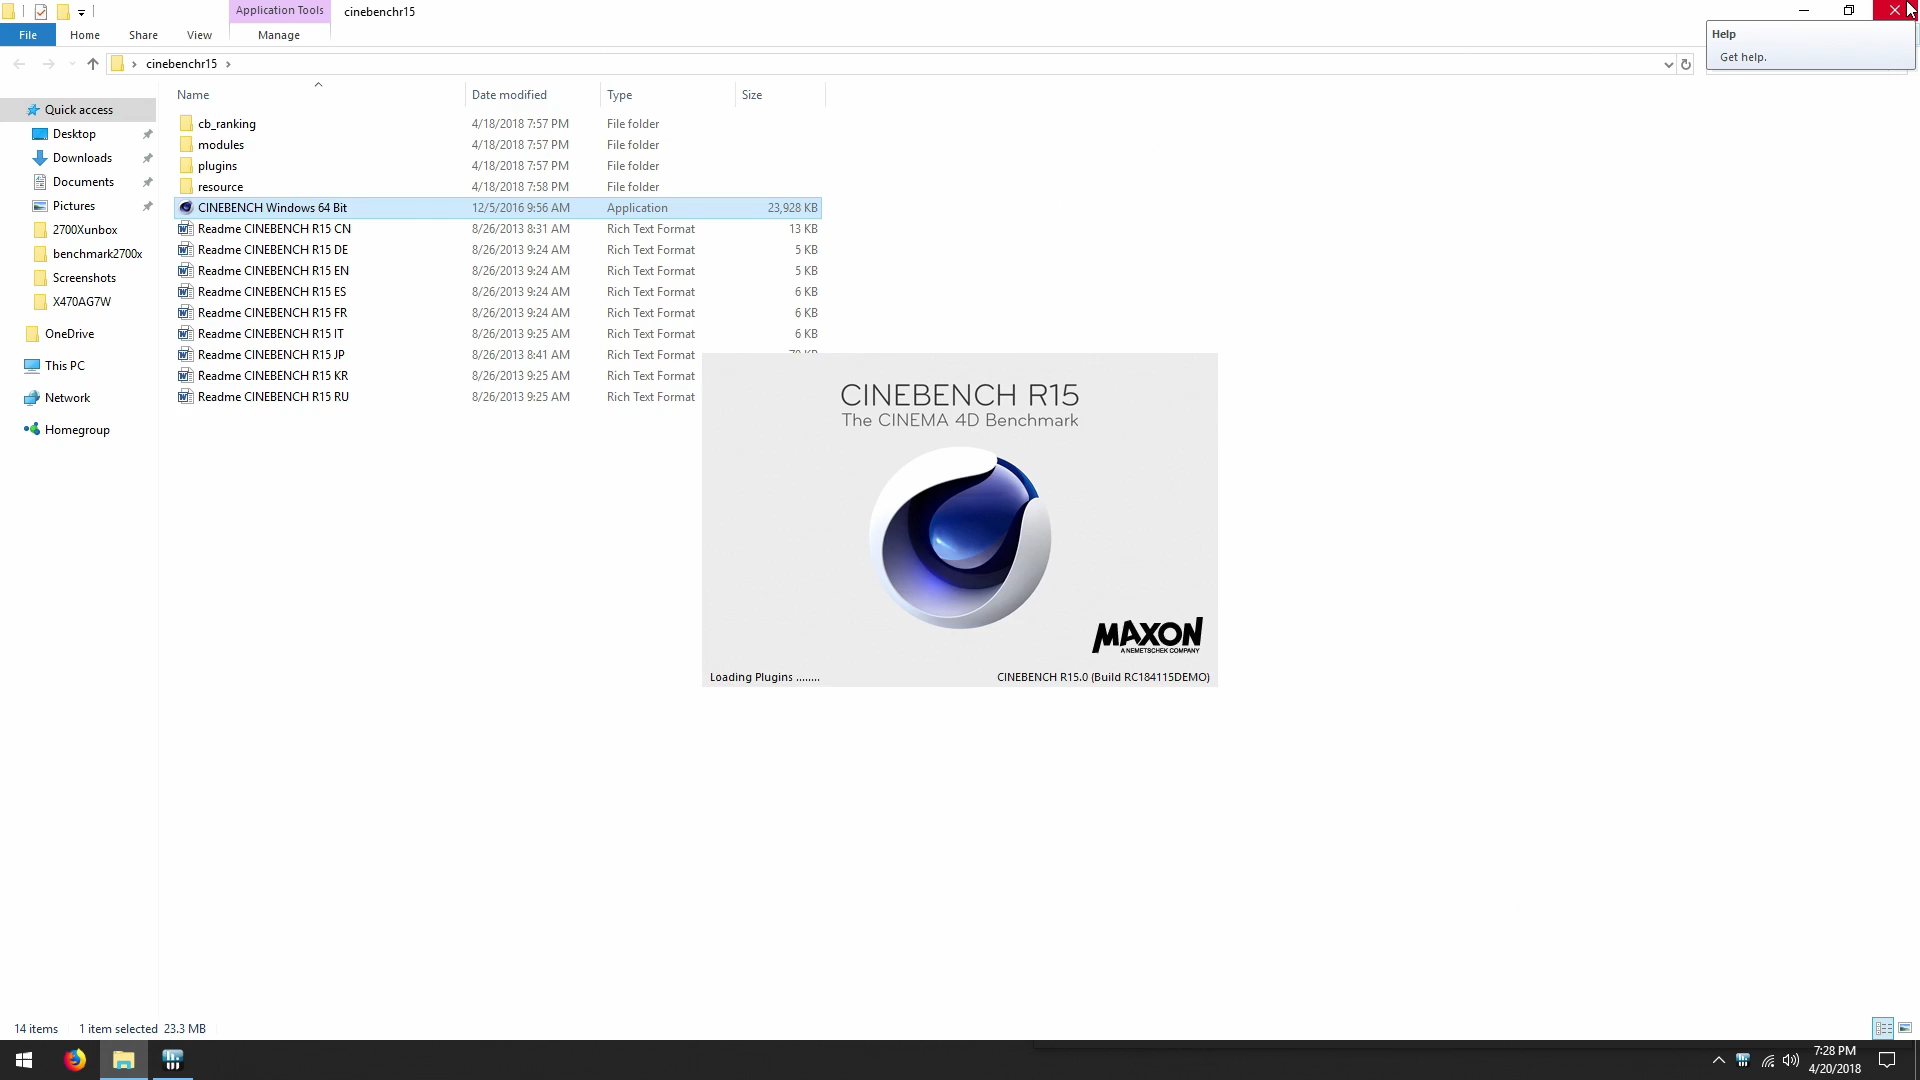 Application Tools
cinebenchr15
File
Home
Share
View
Manage
Help
Get help.
cinebenchr15
Name
Date modified
Type
Size
Quick access
Desktop
Downloads
Documents
Pictures
2700Xunbox
benchmark2700x
Screenshots
X470AG7W
OneDrive
This PC
Network
Homegroup
cb_ranking 4/18/2018 7:57 PM File folder
modules 4/18/2018 7:57 PM File folder
plugins 4/18/2018 7:57 PM File folder
resource 4/18/2018 7:58 PM File folder
CINEBENCH Windows 64 Bit 12/5/2016 9:56 AM Application 23,928 KB
Readme CINEBENCH R15 CN 8/26/2013 8:31 AM Rich Text Format 13 KB
Readme CINEBENCH R15 DE 8/26/2013 9:24 AM Rich Text Format 5 KB
Readme CINEBENCH R15 EN 8/26/2013 9:24 AM Rich Text Format 5 KB
Readme CINEBENCH R15 ES 8/26/2013 9:24 AM Rich Text Format 6 KB
Readme CINEBENCH R15 FR 8/26/2013 9:24 AM Rich Text Format 6 KB
Readme CINEBENCH R15 IT 8/26/2013 9:25 AM Rich Text Format 6 KB
Readme CINEBENCH R15 JP 8/26/2013 8:41 AM Rich Text Format
Readme CINEBENCH R15 KR 8/26/2013 9:25 AM Rich Text Format
Readme CINEBENCH R15 RU 8/26/2013 9:25 AM Rich Text Format
CINEBENCH R15
The CINEMA 4D Benchmark
MAXON
A NEMETSCHEK COMPANY
Loading Plugins ........
CINEBENCH R15.0 (Build RC184115DEMO)
14 items
1 item selected 23.3 MB
7:28 PM
4/20/2018